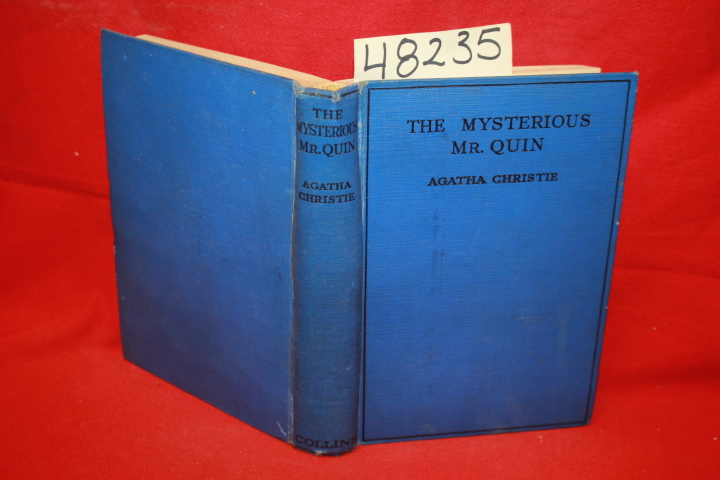 48235
THE
MYSTERIOUS
MR. QUIN
AGATHA
CHRISTIE
COLLINS
THE MYSTERIOUS
MR. QUIN
AGATHA CHRISTIE